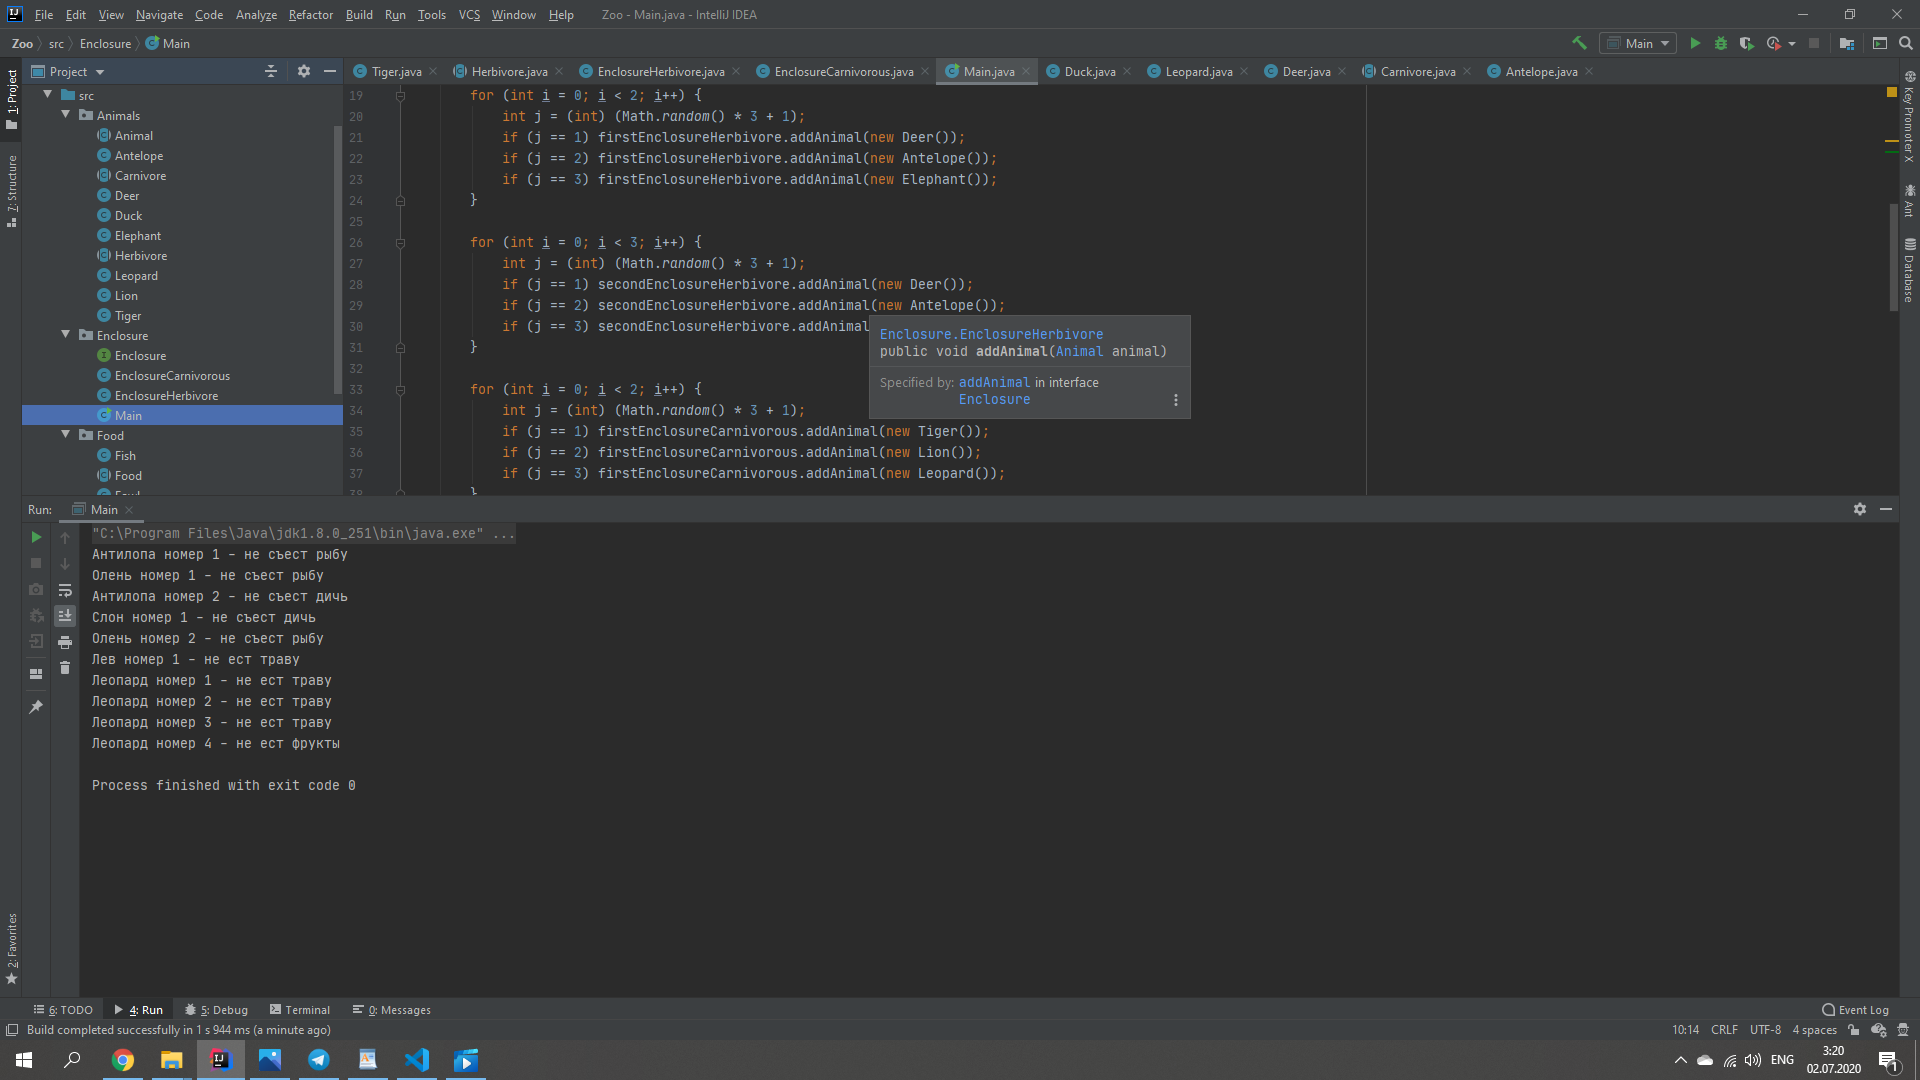 File Edit View Navigate Code Analyze Refactor Build Run Tools VCS Window Help Zoo - Main.java - IntelliJ IDEA
Zoo src Enclosure Main
Main
Project
Tiger.java Herbivore.java EnclosureHerbivore.java EnclosureCarnivorous.java Main.java Duck.java Leopard.java Deer.java Carnivore.java Antelope.java
1: Project
7: Structure
2: Favorites
src
Animals
Animal
Antelope
Carnivore
Deer
Duck
Elephant
Herbivore
Leopard
Lion
Tiger
Enclosure
Enclosure
EnclosureCarnivorous
EnclosureHerbivore
Main
Food
Fish
Food
Fowl
19 for (int i = 0; i < 2; i++) {
20 int j = (int) (Math.random() * 3 + 1);
21 if (j == 1) firstEnclosureHerbivore.addAnimal(new Deer());
22 if (j == 2) firstEnclosureHerbivore.addAnimal(new Antelope());
23 if (j == 3) firstEnclosureHerbivore.addAnimal(new Elephant());
24 }
25
26 for (int i = 0; i < 3; i++) {
27 int j = (int) (Math.random() * 3 + 1);
28 if (j == 1) secondEnclosureHerbivore.addAnimal(new Deer());
29 if (j == 2) secondEnclosureHerbivore.addAnimal(new Antelope());
30 if (j == 3) secondEnclosureHerbivore.addAnimal
31 }
32
33 for (int i = 0; i < 2; i++) {
34 int j = (int) (Math.random() * 3 + 1);
35 if (j == 1) firstEnclosureCarnivorous.addAnimal(new Tiger());
36 if (j == 2) firstEnclosureCarnivorous.addAnimal(new Lion());
37 if (j == 3) firstEnclosureCarnivorous.addAnimal(new Leopard());
38 }
Enclosure.EnclosureHerbivore
public void addAnimal(Animal animal)
Specified by: addAnimal in interface
Enclosure
Key Promoter X
Ant
Database
Run: Main
"C:\Program Files\Java\jdk1.8.0_251\bin\java.exe" ...
Антилопа номер 1 - не съест рыбу
Олень номер 1 - не съест рыбу
Антилопа номер 2 - не съест дичь
Слон номер 1 - не съест дичь
Олень номер 2 - не съест рыбу
Лев номер 1 - не ест траву
Леопард номер 1 - не ест траву
Леопард номер 2 - не ест траву
Леопард номер 3 - не ест траву
Леопард номер 4 - не ест фрукты
Process finished with exit code 0
6: TODO 4: Run 5: Debug Terminal 0: Messages Event Log
Build completed successfully in 1 s 944 ms (a minute ago) 10:14 CRLF UTF-8 4 spaces
ENG 3:20
02.07.2020
1